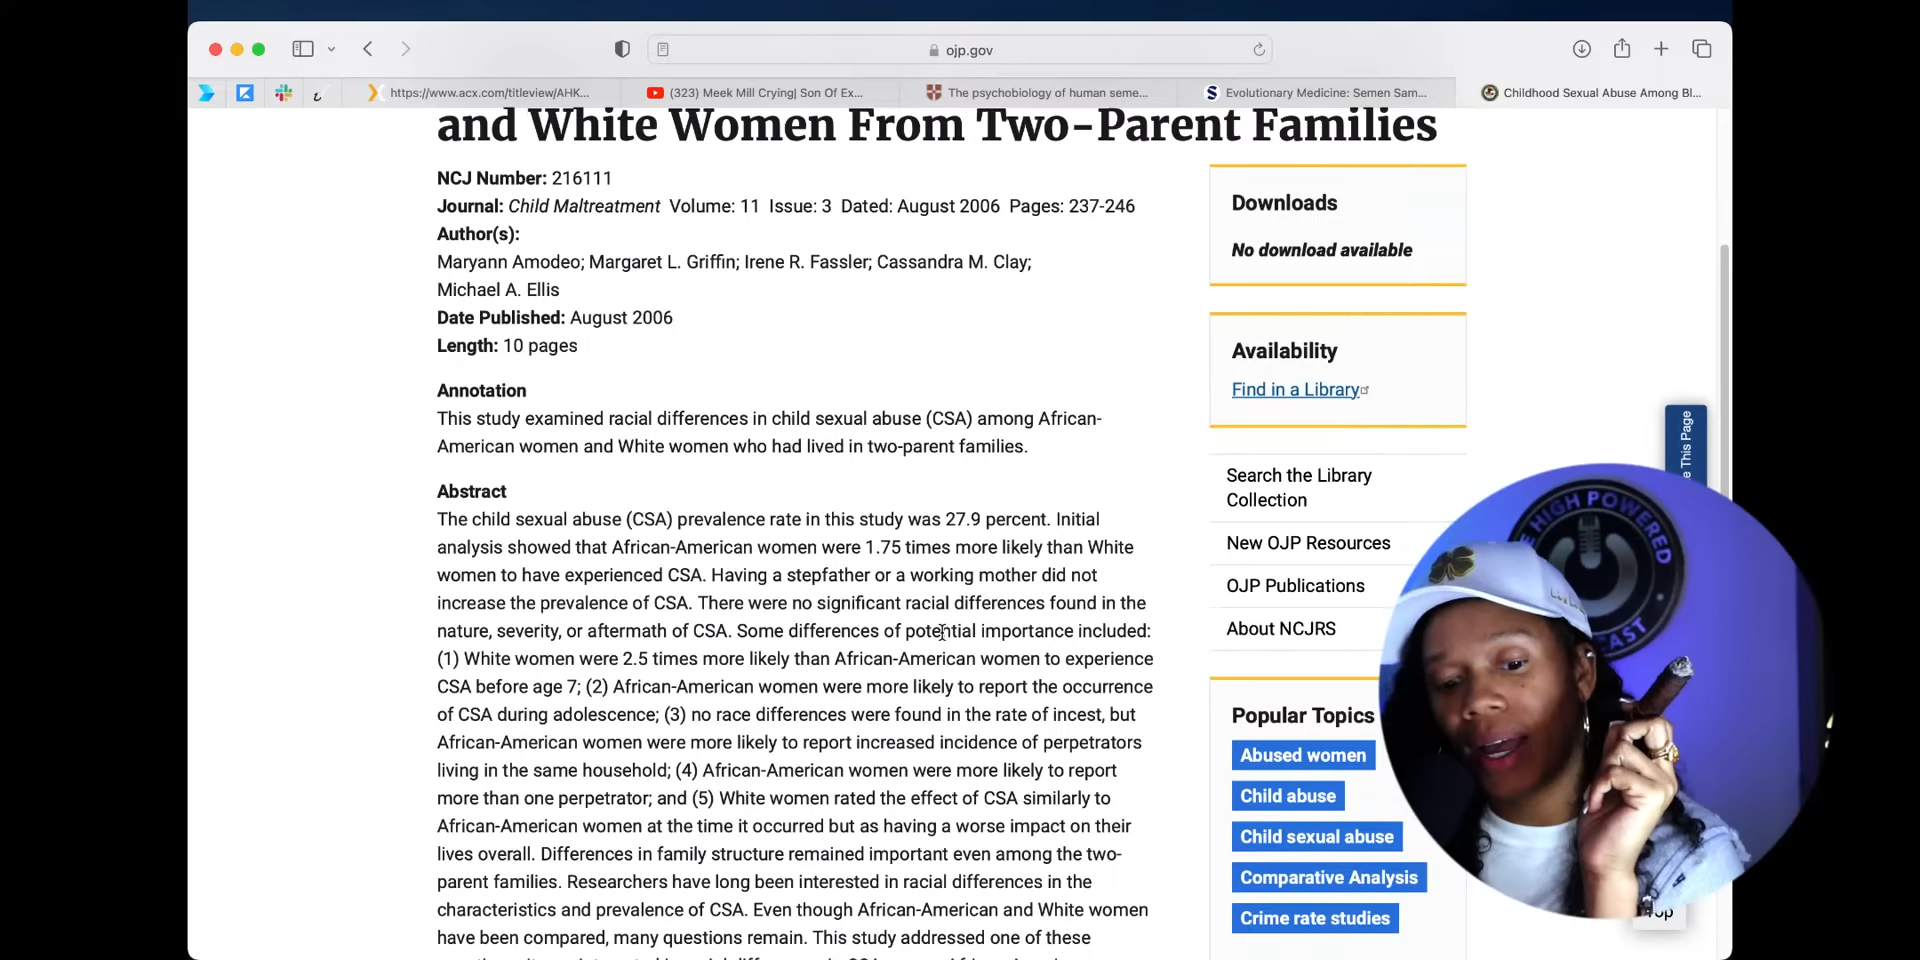 ojp.gov
https://www.acx.com/titleview/AHK...
(323) Meek Mill Crying| Son Of Ex...
The psychobiology of human seme...
Evolutionary Medicine: Semen Sam...
Childhood Sexual Abuse Among Bl...
and White Women From Two-Parent Families
NCJ Number: 216111
Journal: Child Maltreatment Volume: 11 Issue: 3 Dated: August 2006 Pages: 237-246
Author(s):
Maryann Amodeo; Margaret L. Griffin; Irene R. Fassler; Cassandra M. Clay;
Michael A. Ellis
Date Published: August 2006
Length: 10 pages
Annotation
This study examined racial differences in child sexual abuse (CSA) among African-
American women and White women who had lived in two-parent families.
Abstract
The child sexual abuse (CSA) prevalence rate in this study was 27.9 percent. Initial
analysis showed that African-American women were 1.75 times more likely than White
women to have experienced CSA. Having a stepfather or a working mother did not
increase the prevalence of CSA. There were no significant racial differences found in the
nature, severity, or aftermath of CSA. Some differences of potential importance included:
(1) White women were 2.5 times more likely than African-American women to experience
CSA before age 7; (2) African-American women were more likely to report the occurrence
of CSA during adolescence; (3) no race differences were found in the rate of incest, but
African-American women were more likely to report increased incidence of perpetrators
living in the same household; (4) African-American women were more likely to report
more than one perpetrator; and (5) White women rated the effect of CSA similarly to
African-American women at the time it occurred but as having a worse impact on their
lives overall. Differences in family structure remained important even among the two-
parent families. Researchers have long been interested in racial differences in the
characteristics and prevalence of CSA. Even though African-American and White women
have been compared, many questions remain. This study addressed one of these
Downloads
No download available
Availability
Find in a Library
Search the Library
Collection
New OJP Resources
OJP Publications
About NCJRS
Popular Topics
Abused women
Child abuse
Child sexual abuse
Comparative Analysis
Crime rate studies
This Page
HIGH POWERED
Top